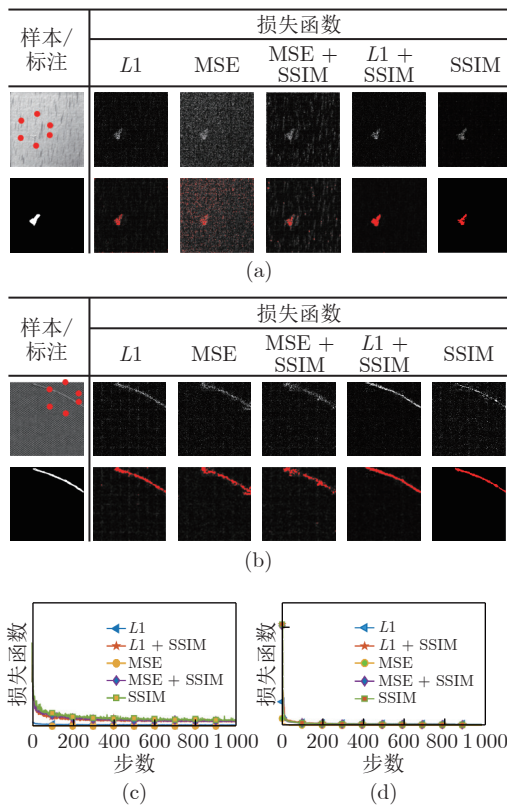 样本/
标注
损失函数
L1
MSE
MSE +
SSIM
L1 +
SSIM
SSIM
(a)
样本/
标注
损失函数
L1
MSE
MSE +
SSIM
L1 +
SSIM
SSIM
(b)
损失函数
L1
L1 + SSIM
MSE
MSE + SSIM
SSIM
0 200 400 600 800 1 000
步数
(c)
损失函数
L1
L1 + SSIM
MSE
MSE + SSIM
SSIM
0 200 400 600 800 1 000
步数
(d)